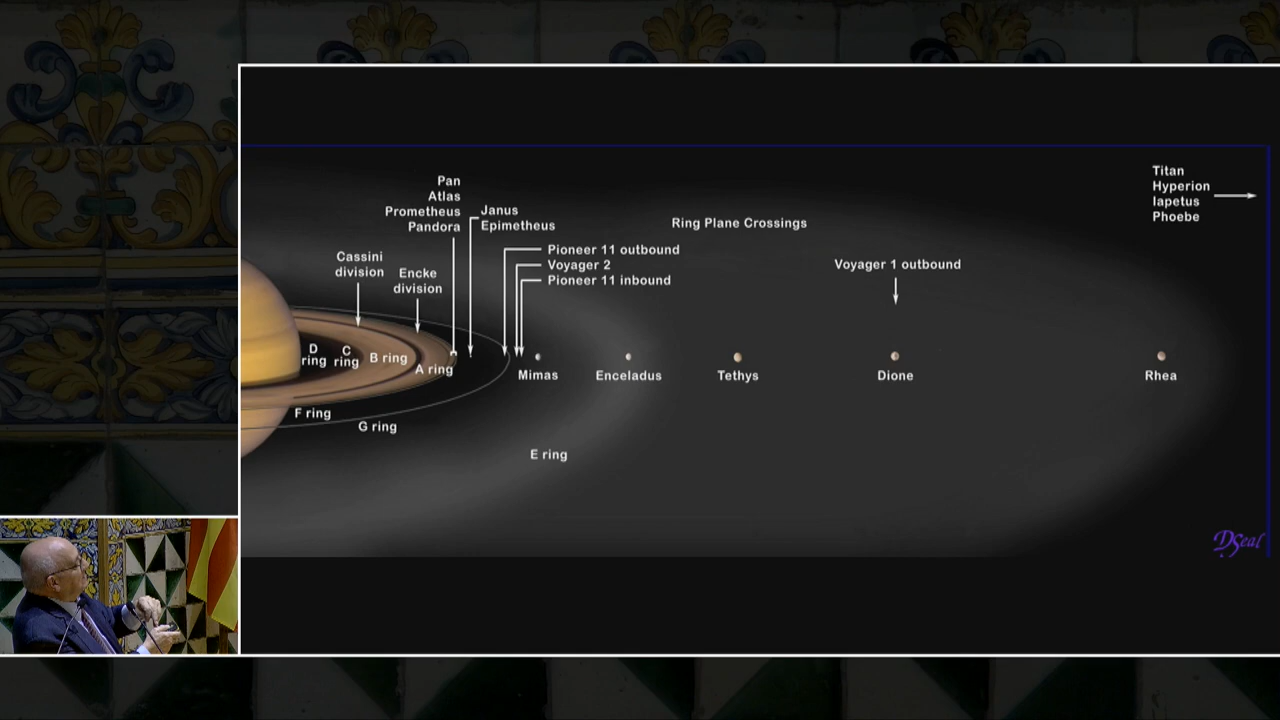 Pan
Atlas
Prometheus
Pandora
Janus
Epimetheus
Cassini
division
Encke
division
Pioneer 11 outbound
Voyager 2
Pioneer 11 inbound
Ring Plane Crossings
Voyager 1 outbound
Titan
Hyperion
Iapetus
Phoebe
D
ring
C
ring
B ring
A ring
F ring
G ring
E ring
Mimas
Enceladus
Tethys
Dione
Rhea
DSeal